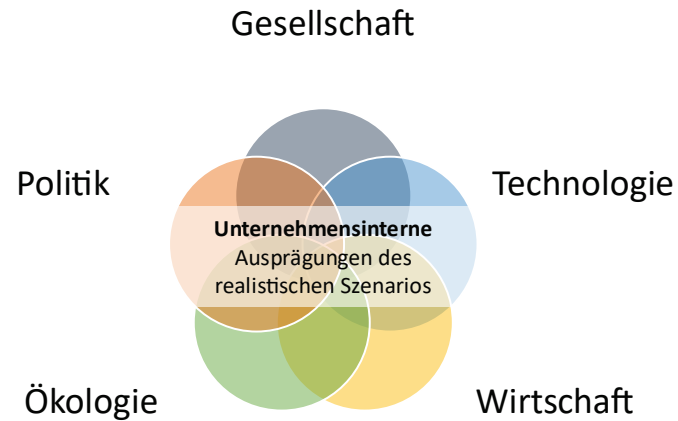 Gesellschaft
Politik
Technologie
Unternehmensinterne
Ausprägungen des
realistischen Szenarios
Ökologie
Wirtschaft